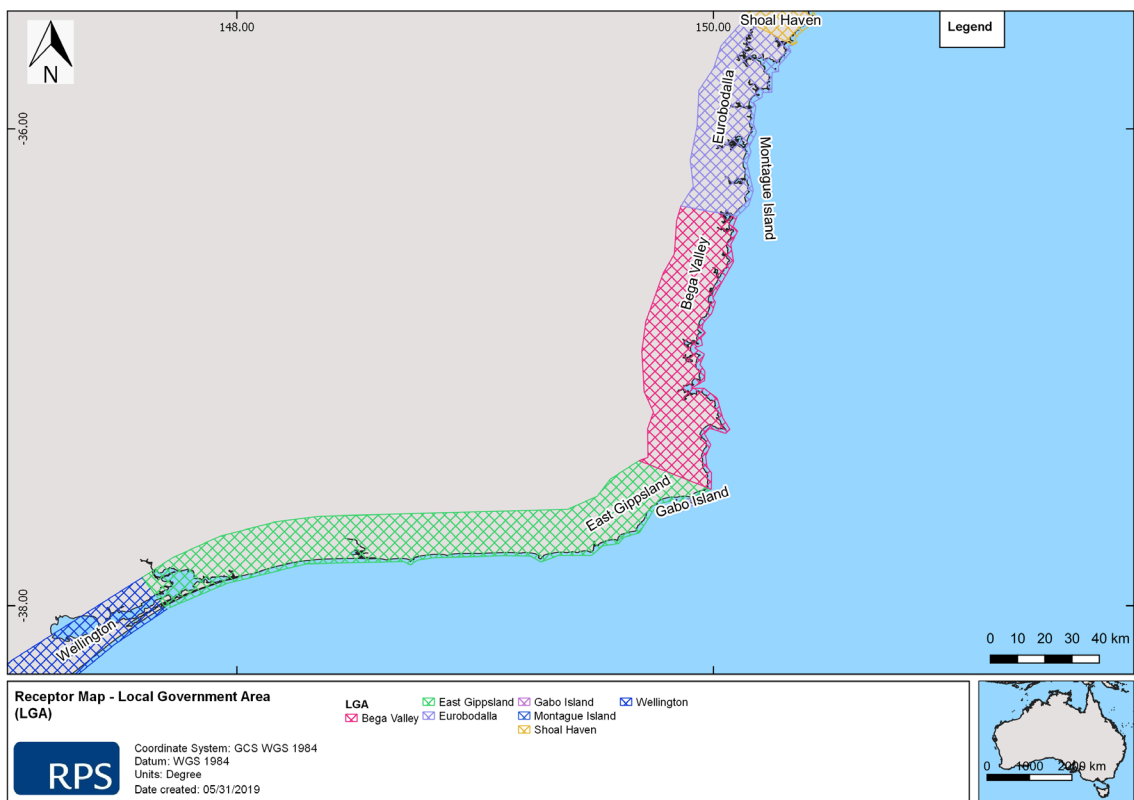 148.00
150.00
Shoal Haven
Legend
N
-36.00
Eurobodalla
Montague Island
Bega Valley
East Gippsland
Gabo Island
-38.00
Wellington
0 10 20 30 40 km
Receptor Map - Local Government Area
(LGA)
LGA
Bega Valley
East Gippsland
Eurobodalla
Gabo Island
Montague Island
Shoal Haven
Wellington
RPS
Coordinate System: GCS WGS 1984
Datum: WGS 1984
Units: Degree
Date created: 05/31/2019
0 1000 2000 km